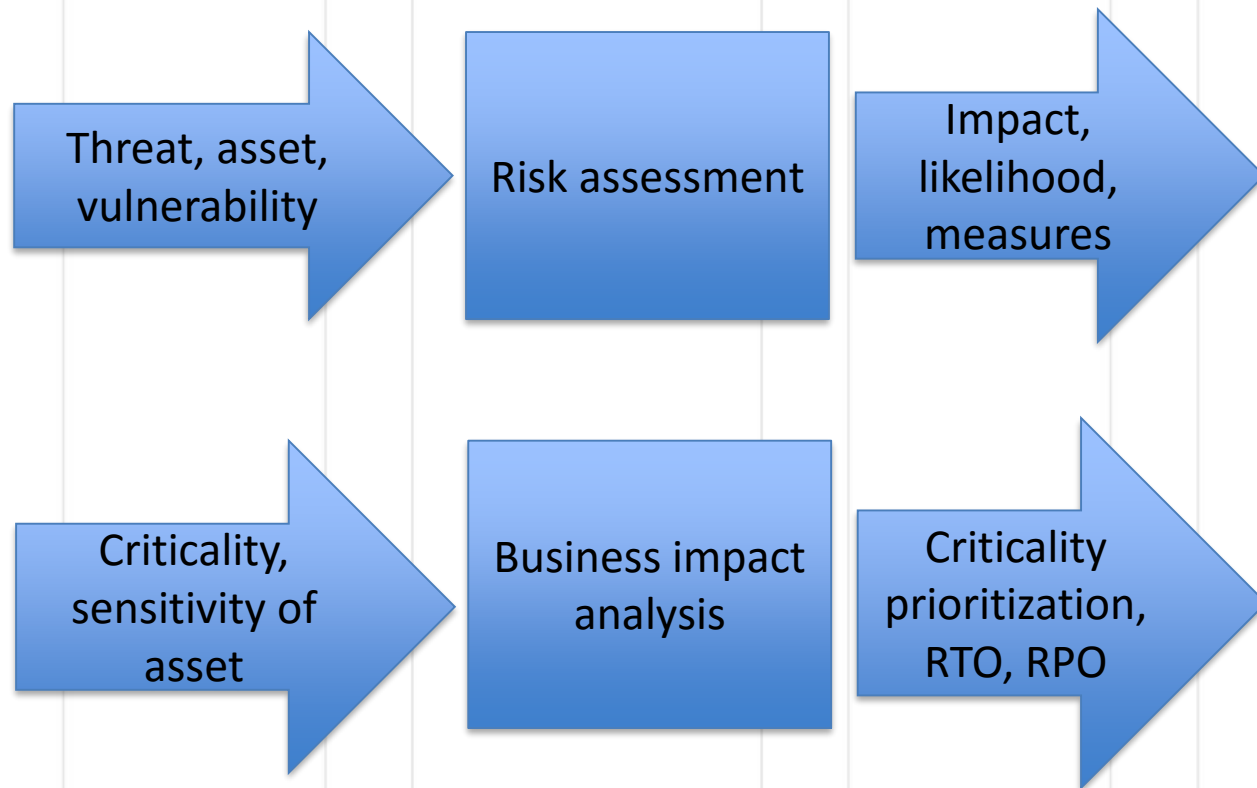 Threat, asset,
vulnerability
Risk assessment
Impact,
likelihood,
measures
Criticality,
sensitivity of
asset
Business impact
analysis
Criticality
prioritization,
RTO, RPO